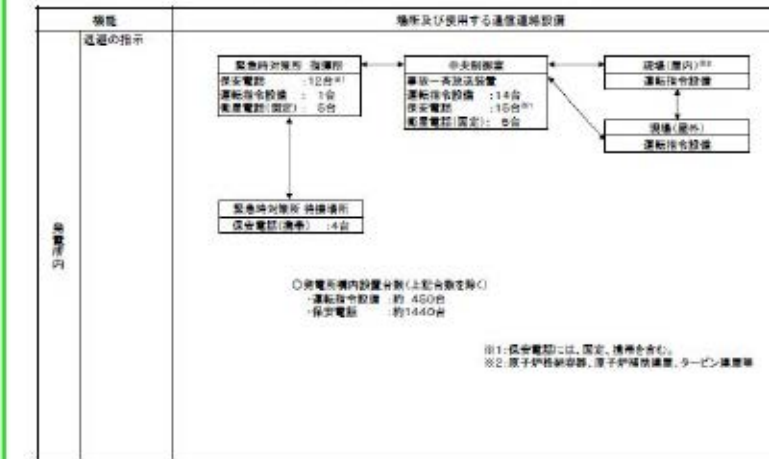 機能
場所及び使用する通信連絡設備
退避の指示
発電所内
緊急時対策所 指揮所
保安電話 :12台※1
運転指令設備 : 1台
衛星電話(固定): 5台
中央制御室
事故一斉放送装置
運転指令設備 :14台
保安電話 :15台※1
衛星電話(固定): 6台
現場(屋内)※2
運転指令設備
現場(屋外)
運転指令設備
緊急時対策所 待機場所
保安電話(携帯) :4台
○発電所構内設置台数(上記台数を除く)
・運転指令設備 :約 450台
・保安電話 :約1440台
※1:保安電話には、固定、携帯を含む。
※2:原子炉格納容器、原子炉補助建屋、タービン建屋等